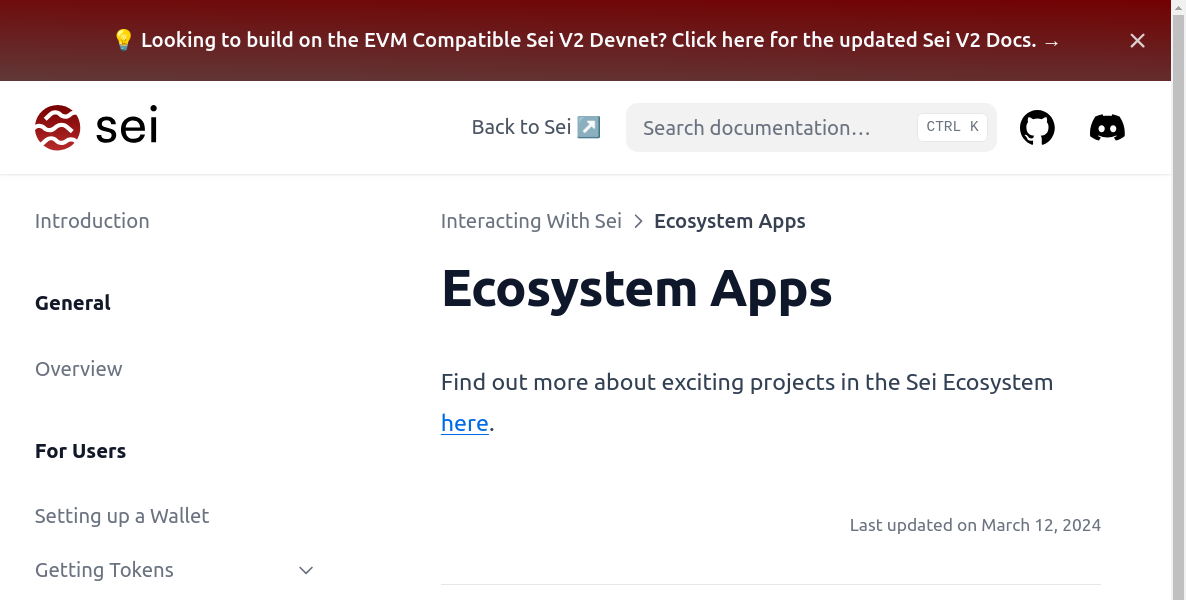 💡 Looking to build on the EVM Compatible Sei V2 Devnet? Click here for the updated Sei V2 Docs. →
sei
Back to Sei ↗️
Search documentation…
CTRL K
Introduction
General
Overview
For Users
Setting up a Wallet
Getting Tokens
Interacting With Sei > Ecosystem Apps
Ecosystem Apps
Find out more about exciting projects in the Sei Ecosystem
here.
Last updated on March 12, 2024